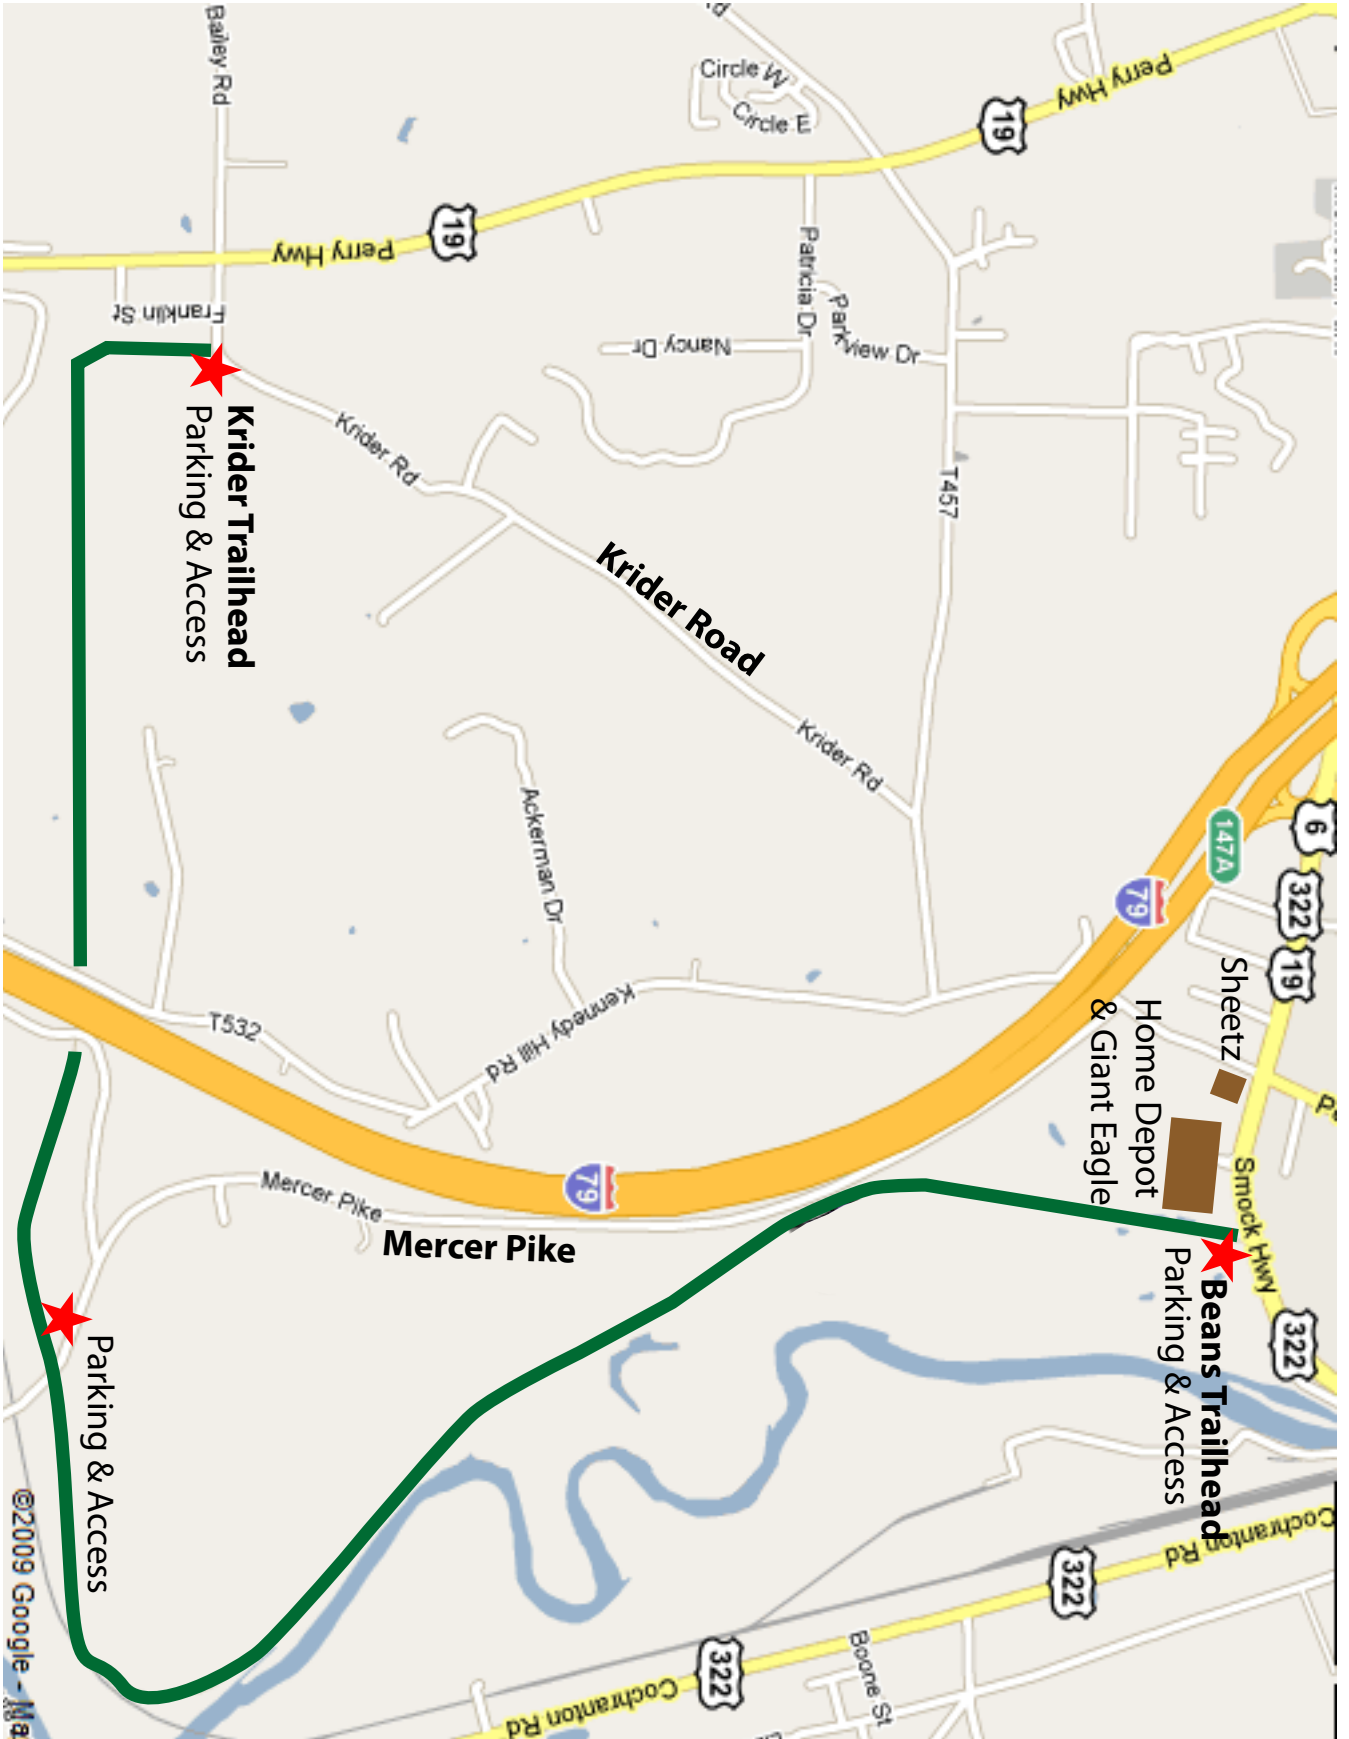 Bailey Rd
Circle W
Circle E
Perry Hwy
19
Perry Hwy
19
Franklin St
Patricia Dr
Parkview Dr
Nancy Dr
Krider Trailhead
Parking & Access
Krider Rd
T457
Krider Road
Krider Rd
Ackerman Dr
147A
79
6
322
19
Sheetz
Home Depot
& Giant Eagle
Kennedy Hill Rd
T532
79
Mercer Pike
Mercer Pike
Smock Hwy
322
Beans Trailhead
Parking & Access
Parking & Access
Cochranton Rd
322
Boone St
322
Cochranton Rd
©2009 Google - Ma